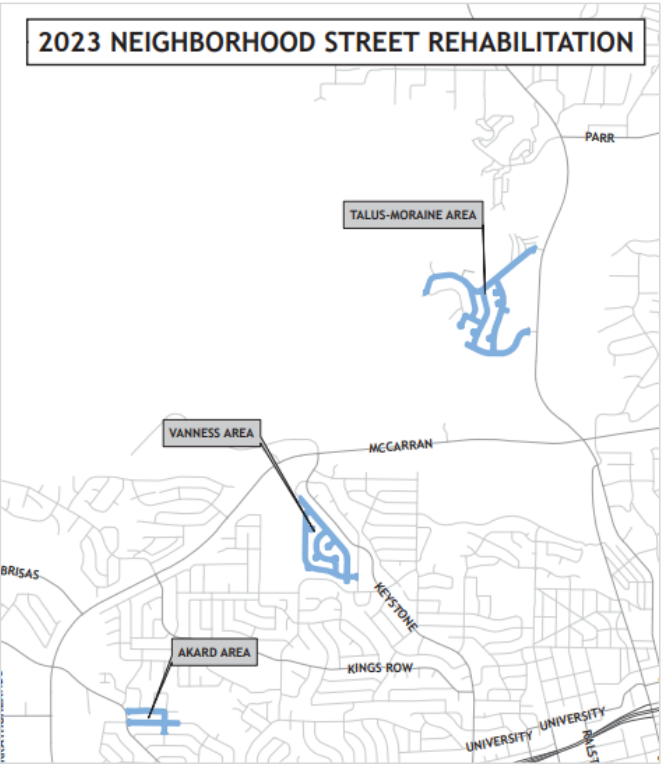 2023 NEIGHBORHOOD STREET REHABILITATION
PARR
TALUS-MORAINE AREA
VANNESS AREA
MCCARRAN
BRISAS
KEYSTONE
AKARD AREA
KINGS ROW
UNIVERSITY
UNIVERSITY
RALST